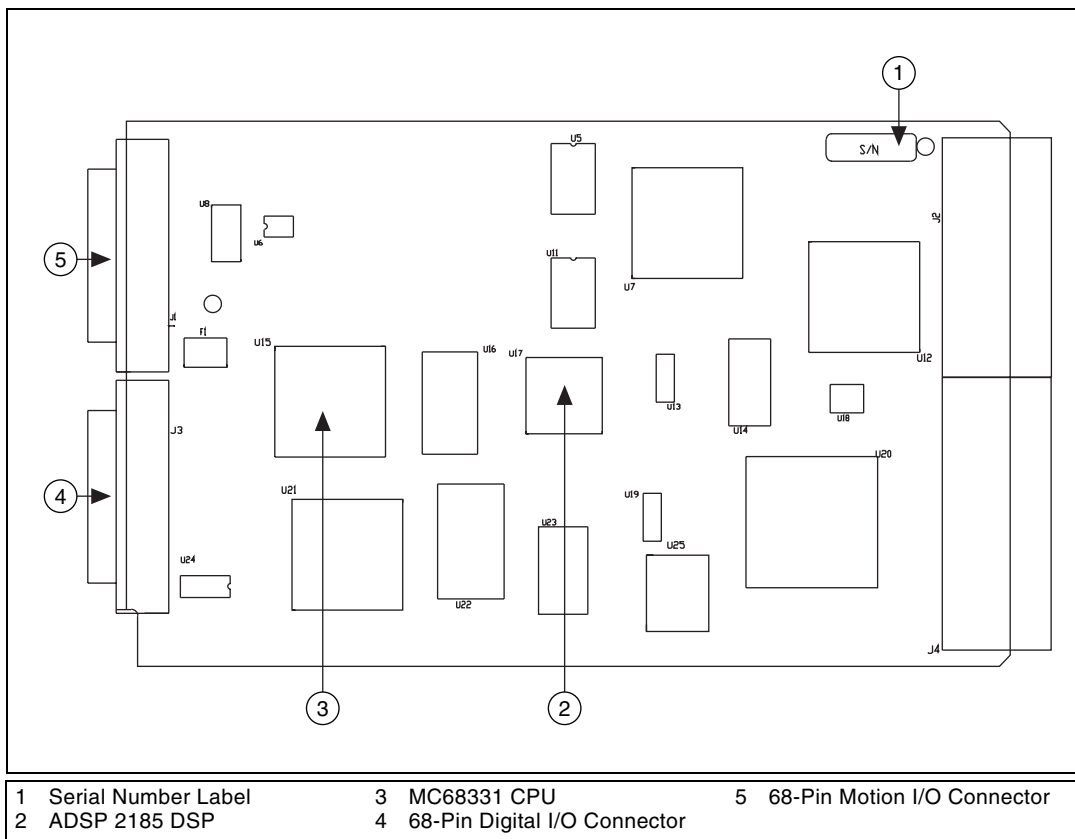 1
U5
S/N
U8
U6
J2
5
U11
U7
J1
F1
U15
U16
U17
U12
U13
U18
J3
U14
U20
4
U21
U19
U23
U25
U24
U22
J4
3
2
1 Serial Number Label 3 MC68331 CPU 5 68-Pin Motion I/O Connector
2 ADSP 2185 DSP 4 68-Pin Digital I/O Connector